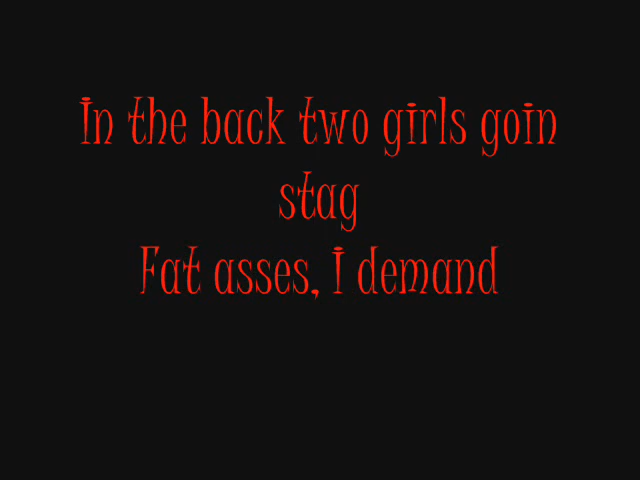 In the back two girls goin
stag
Fat asses, I demand